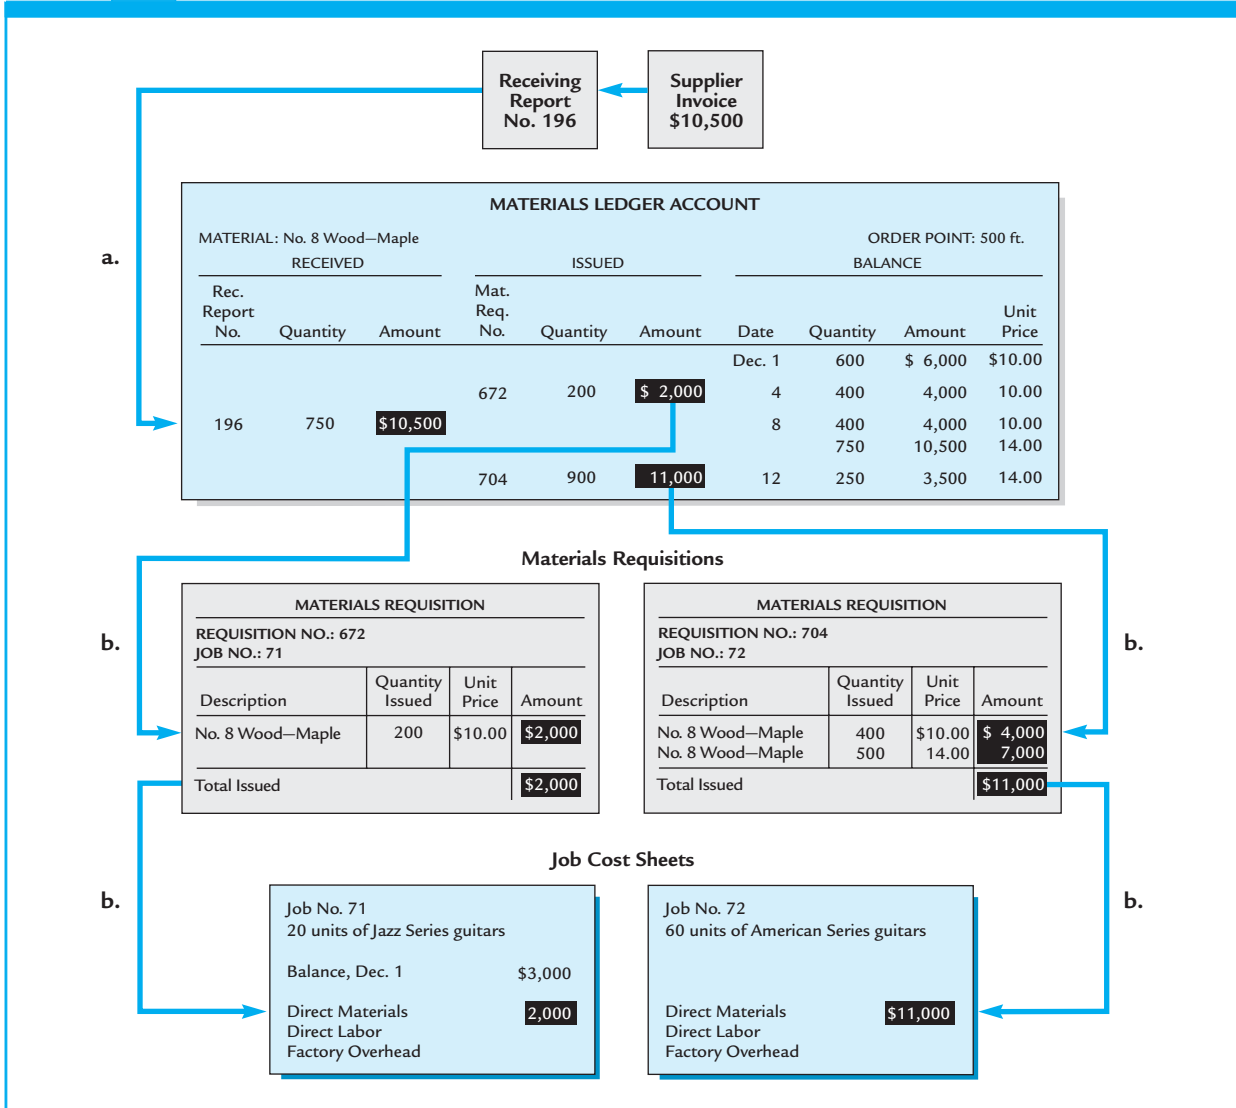 Receiving Report No. 196
Supplier Invoice $10,500
MATERIALS LEDGER ACCOUNT
MATERIAL: No. 8 Wood—Maple ORDER POINT: 500 ft.
a.
RECEIVED ISSUED BALANCE
Rec. Report No. Quantity Amount Mat. Req. No. Quantity Amount Date Quantity Amount Unit Price
Dec. 1 600 $ 6,000 $10.00
672 200 $ 2,000 4 400 4,000 10.00
196 750 $10,500 8 400 4,000 10.00
750 10,500 14.00
704 900 11,000 12 250 3,500 14.00
Materials Requisitions
b.
MATERIALS REQUISITION
REQUISITION NO.: 672
JOB NO.: 71
Description Quantity Issued Unit Price Amount
No. 8 Wood—Maple 200 $10.00 $2,000
Total Issued $2,000
b.
MATERIALS REQUISITION
REQUISITION NO.: 704
JOB NO.: 72
Description Quantity Issued Unit Price Amount
No. 8 Wood—Maple 400 $10.00 $ 4,000
No. 8 Wood—Maple 500 14.00 7,000
Total Issued $11,000
Job Cost Sheets
b.
Job No. 71
20 units of Jazz Series guitars
Balance, Dec. 1 $3,000
Direct Materials 2,000
Direct Labor
Factory Overhead
b.
Job No. 72
60 units of American Series guitars
Direct Materials $11,000
Direct Labor
Factory Overhead